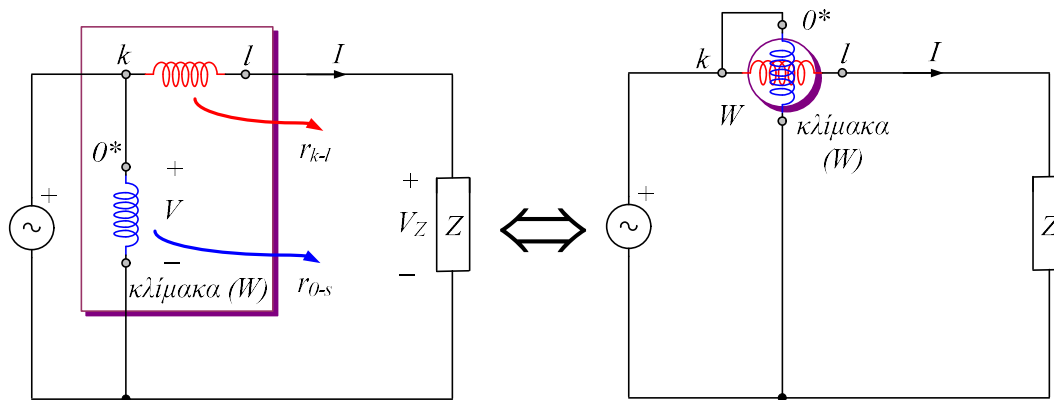 k
l
I
r_{k-l}
0*
+
V
−
r_{0-s}
κλίμακα (W)
+
~
+
V_Z
−
Z
0*
k
l
I
W
κλίμακα
(W)
+
~
Z